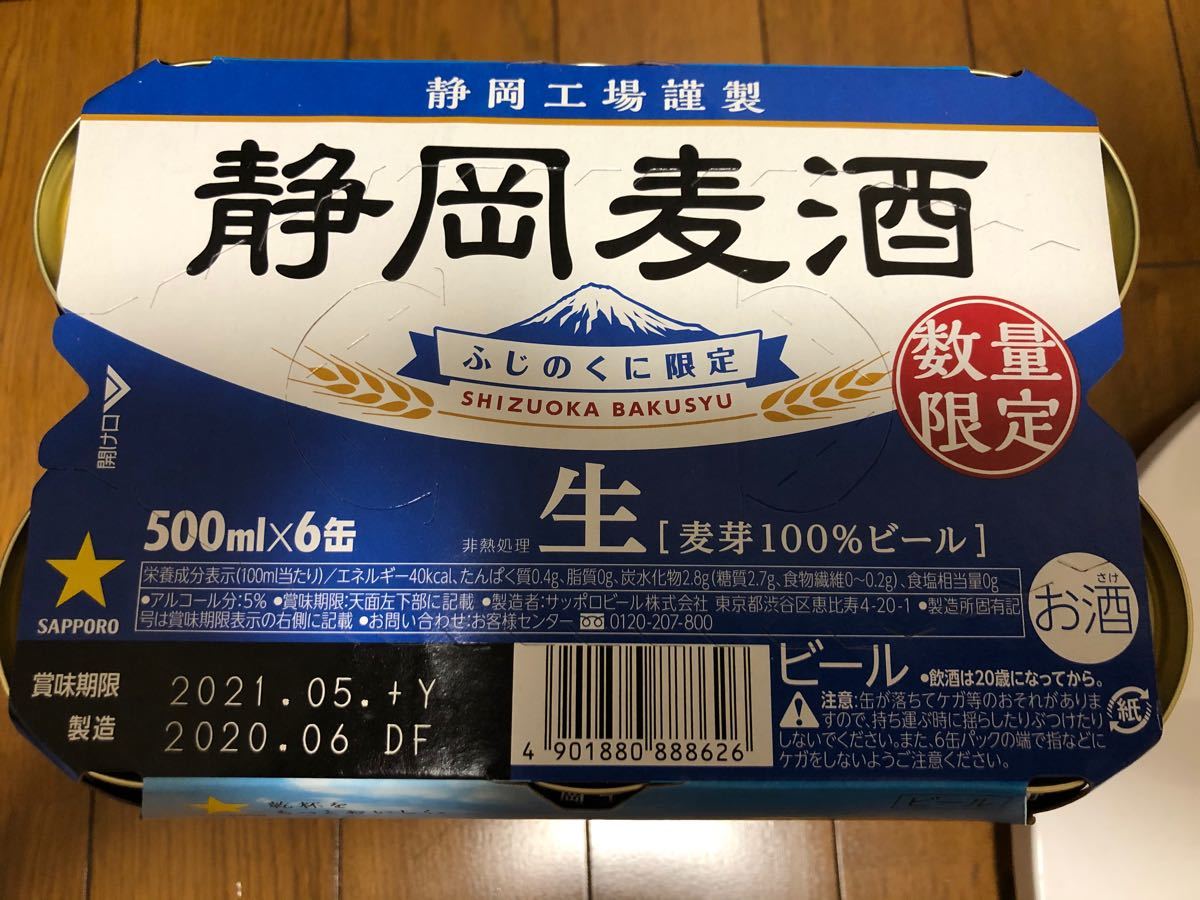 静岡工場謹製
静岡麦酒
ふじのくに限定
SHIZUOKA BAKUSYU
数量
限定
開け口
500ml×6缶
非熱処理 生 [麦芽100%ビール]
SAPPORO
栄養成分表示(100ml当たり)/エネルギー40kcal、たんぱく質0.4g、脂質0g、炭水化物2.8g(糖質2.7g、食物繊維0~0.2g)、食塩相当量0g
●アルコール分:5% ●賞味期限:天面左下部に記載 ●製造者:サッポロビール株式会社 東京都渋谷区恵比寿4-20-1 ●製造所固有記
号は賞味期限表示の右側に記載 ●お問い合わせ:お客様センター 0120-207-800
さけ
お酒
賞味期限 2021.05.+Y
製造 2020.06 DF
4 901880 888626
ビール ●飲酒は20歳になってから。
注意:缶が落ちてケガ等のおそれがありま
すので、持ち運ぶ時に揺らしたりぶつけたり
しないでください。また、6缶パックの端で指などに
ケガをしないようご注意ください。
紙
乾杯を
ビール